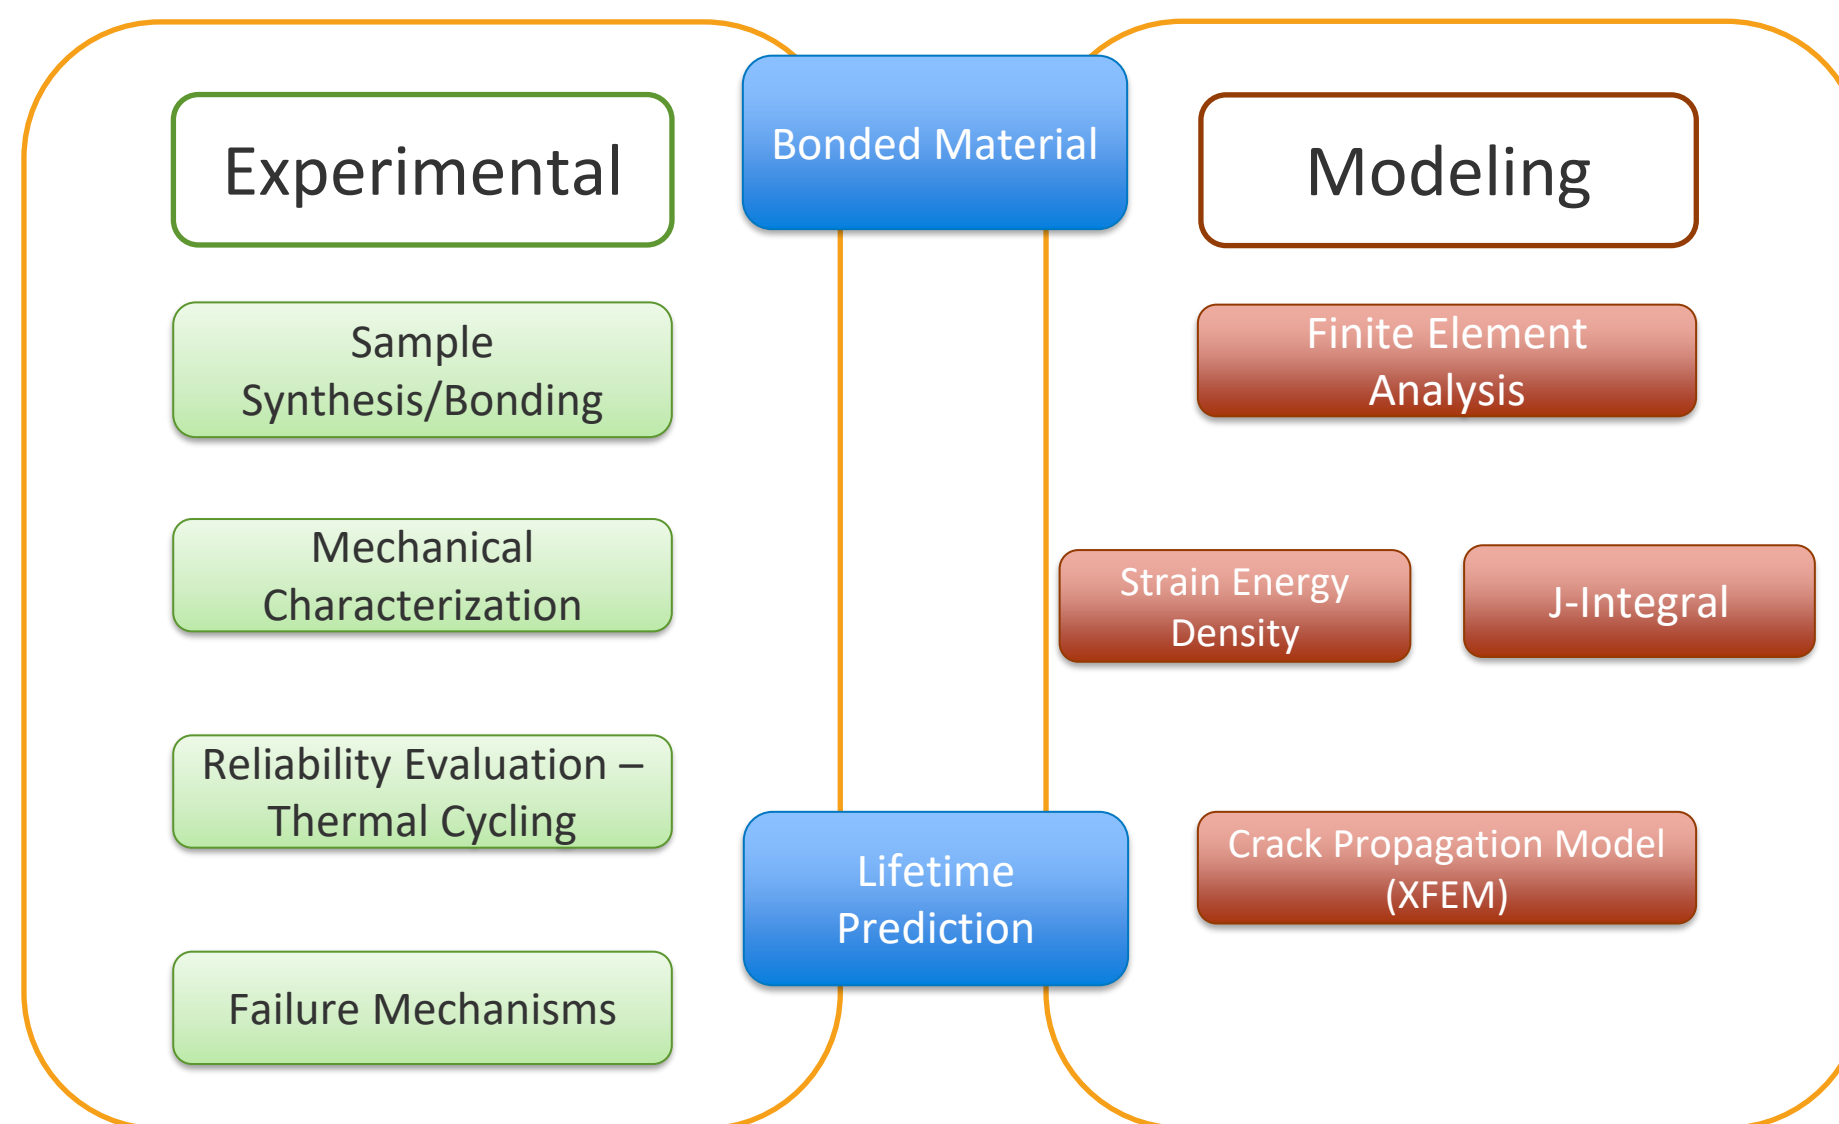 Experimental
Bonded Material
Modeling
Sample
Synthesis/Bonding
Mechanical
Characterization
Reliability Evaluation –
Thermal Cycling
Failure Mechanisms
Finite Element
Analysis
Strain Energy
Density
J-Integral
Crack Propagation Model
(XFEM)
Lifetime
Prediction